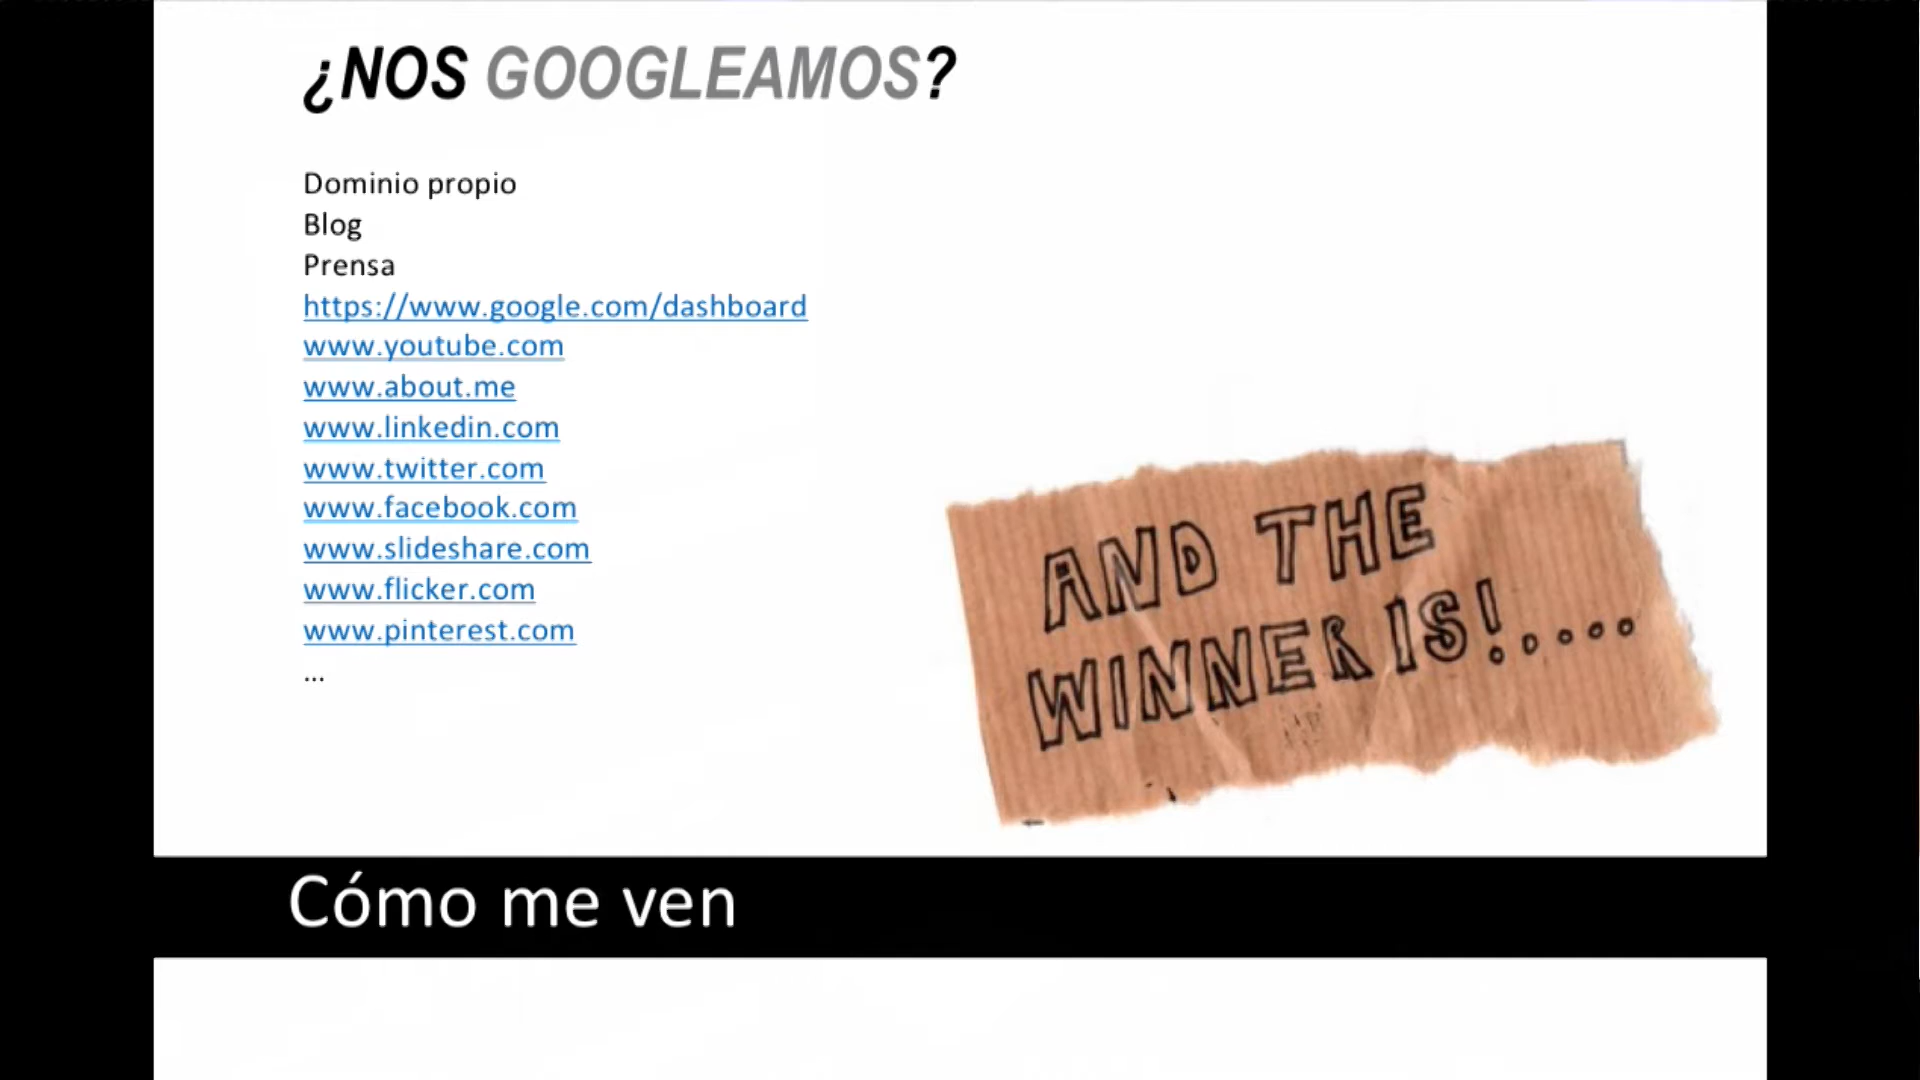 ¿NOS GOOGLEAMOS?
Dominio propio
Blog
Prensa
https://www.google.com/dashboard
www.youtube.com
www.about.me
www.linkedin.com
www.twitter.com
www.facebook.com
www.slideshare.com
www.flicker.com
www.pinterest.com
...
AND THE
WINNER IS!....
Cómo me ven